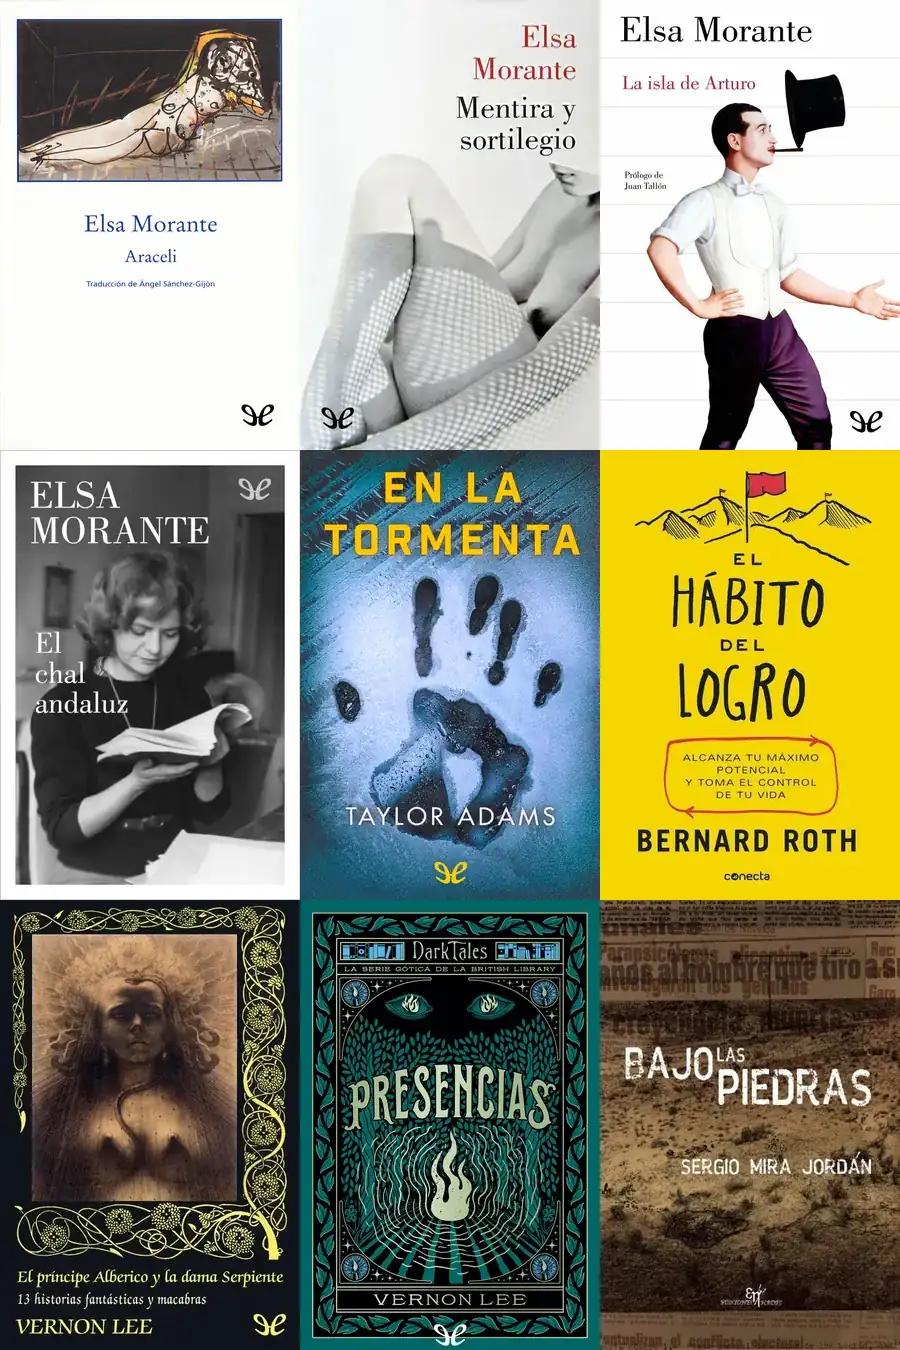 Elsa Morante
Araceli
Traducción de Ángel Sánchez-Gijón
Elsa
Morante
Mentira y
sortilegio
Elsa Morante
La isla de Arturo
Prólogo de
Juan Tallón
ELSA
MORANTE
El
chal
andaluz
EN LA
TORMENTA
TAYLOR ADAMS
EL
HÁBITO
DEL
LOGRO
ALCANZA TU MÁXIMO
POTENCIAL
Y TOMA EL CONTROL
DE TU VIDA
BERNARD ROTH
conecta
El príncipe Alberico y la dama Serpiente
13 historias fantásticas y macabras
VERNON LEE
DarkTales
LA SERIE GÓTICA DE LA BRITISH LIBRARY
PRESENCIAS
VERNON LEE
BAJO LAS
PIEDRAS
SERGIO MIRA JORDÁN